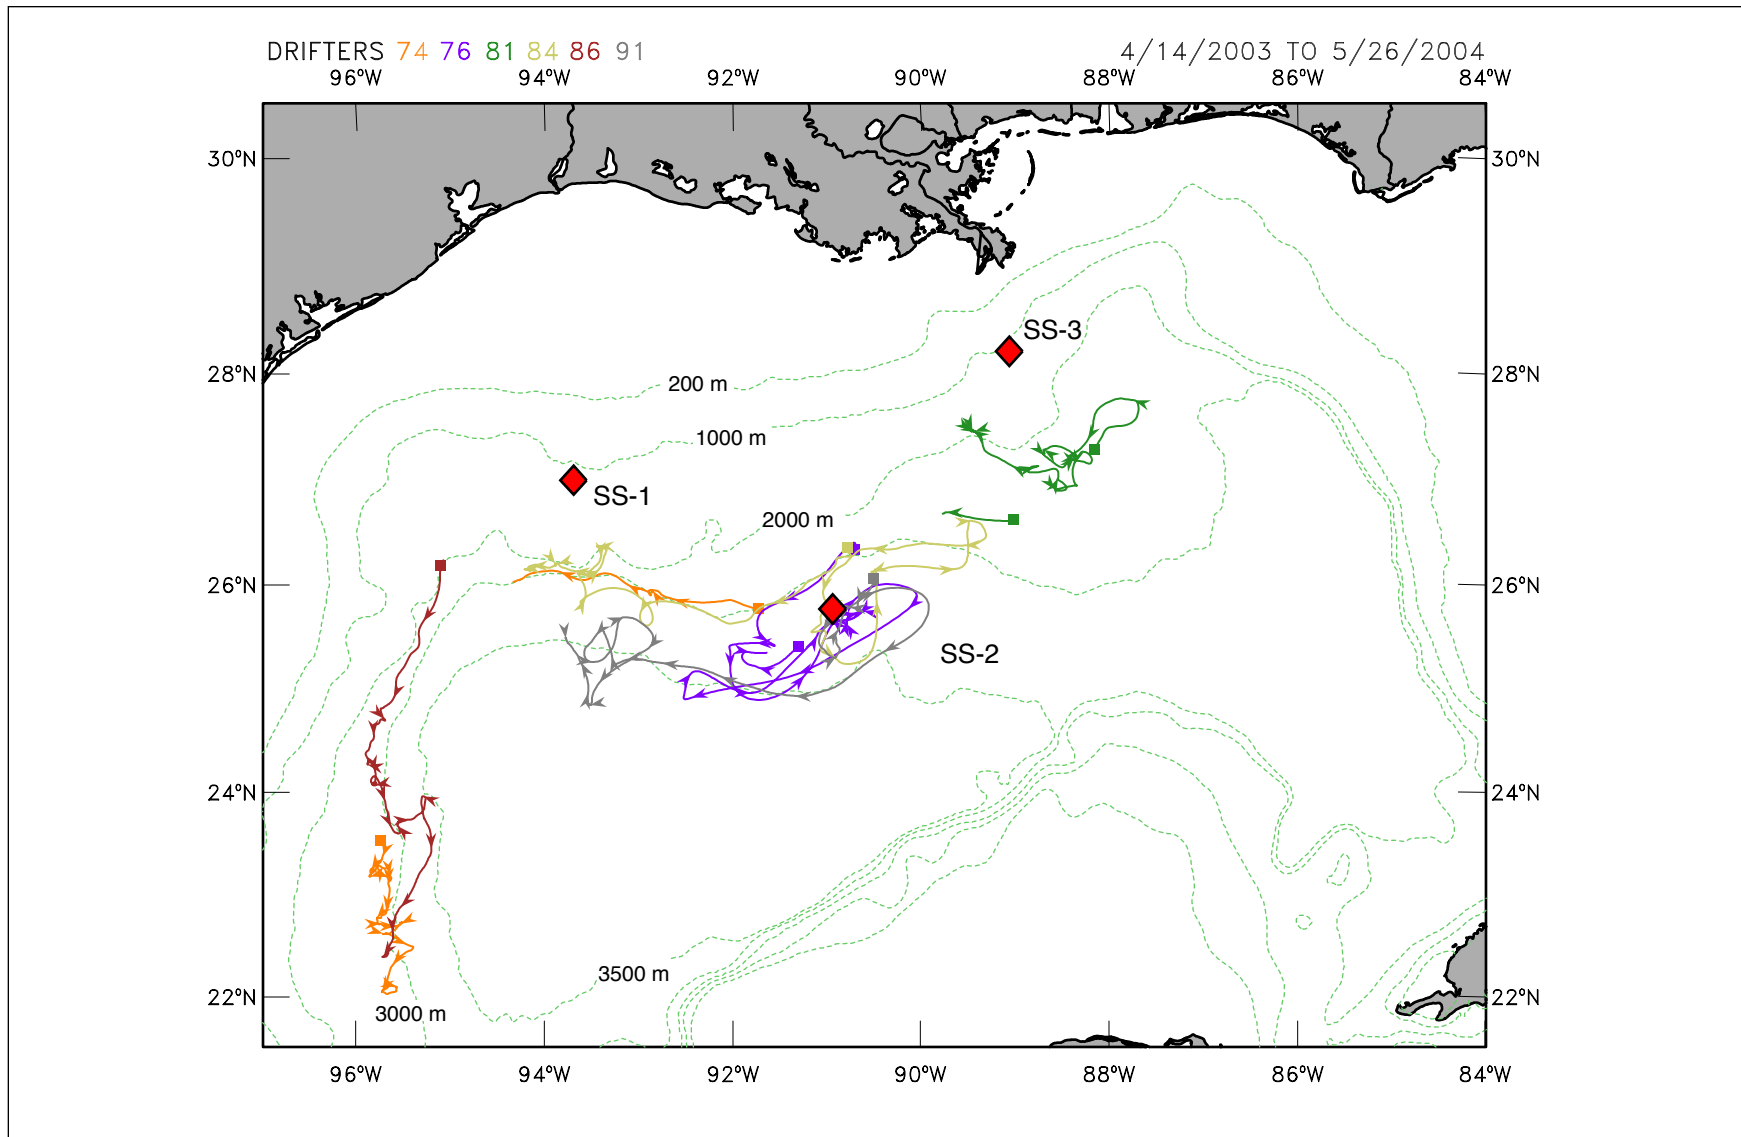 DRIFTERS 74 76 81 84 86 91 4/14/2003 TO 5/26/2004
96°W 94°W 92°W 90°W 88°W 86°W 84°W
30°N 30°N
SS-3
28°N 200 m 28°N
1000 m
SS-1
2000 m
26°N 26°N
SS-2
24°N 24°N
3500 m
22°N 22°N
3000 m
96°W 94°W 92°W 90°W 88°W 86°W 84°W